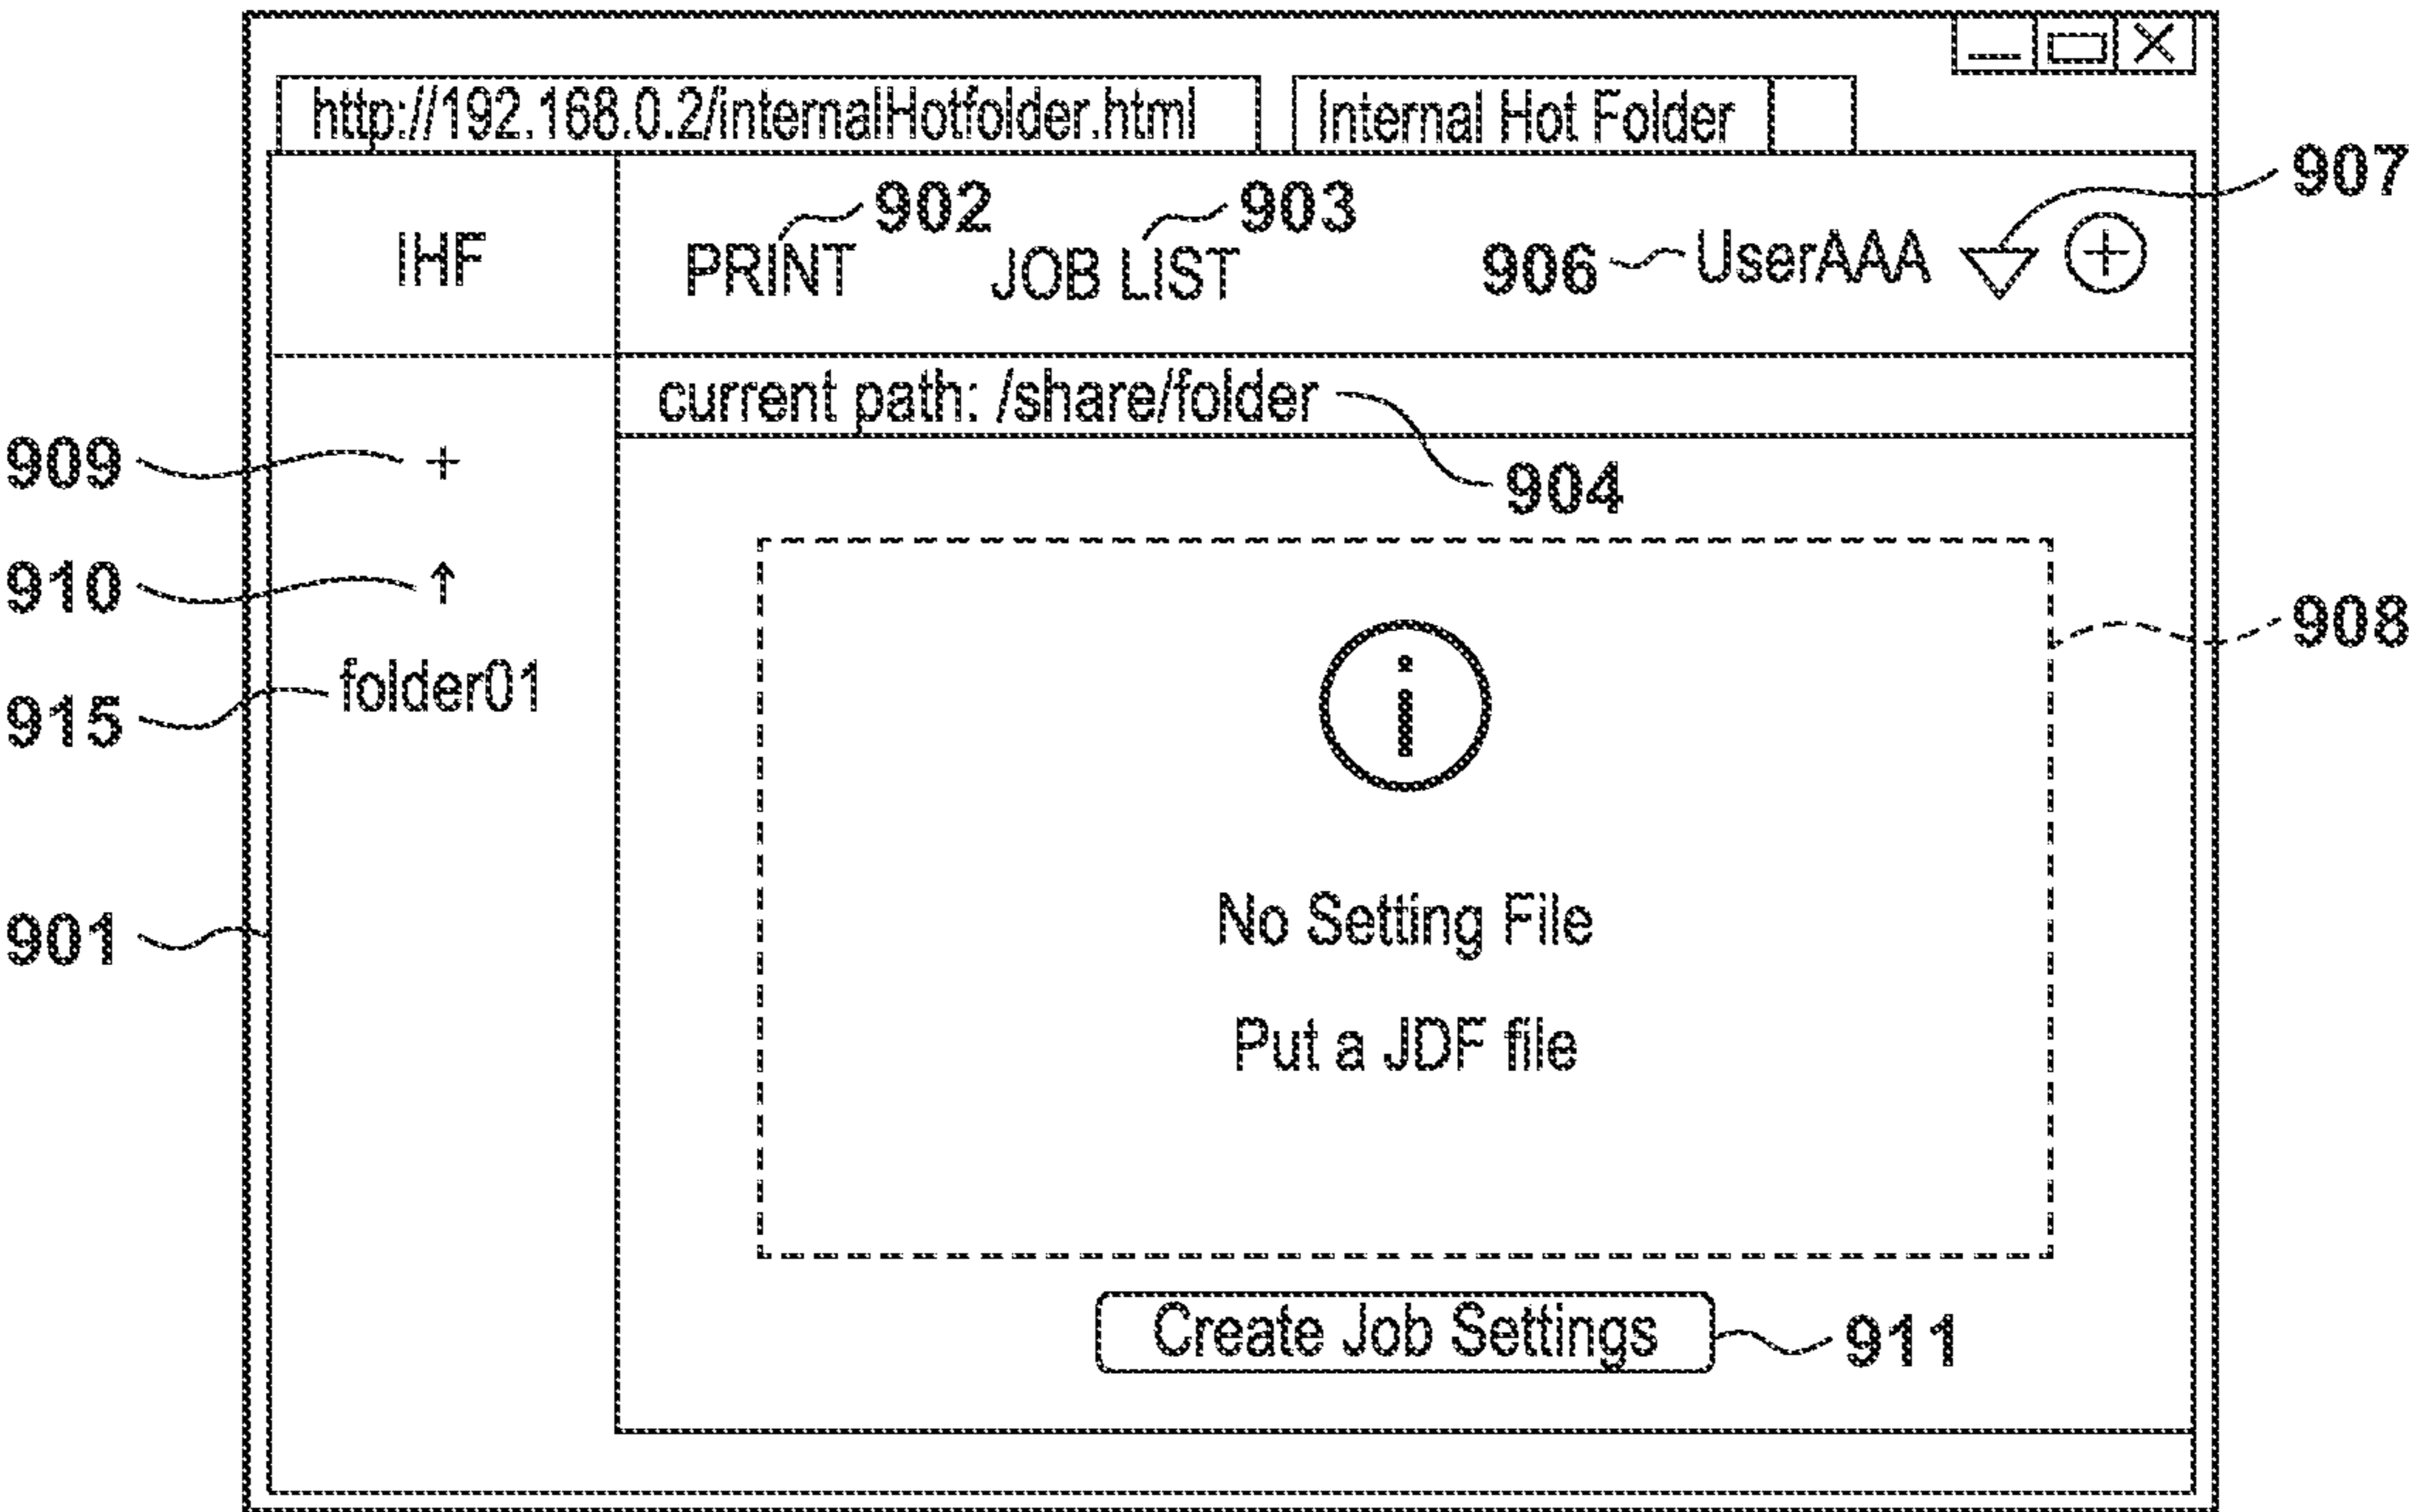 http://192.168.0.2/internalHotfolder.html Internal Hot Folder
907
902 903
IHF PRINT JOB LIST 906 UserAAA
current path: /share/folder
909 +
904
910 ↑
908
915 folder01
i
901
No Setting File
Put a JDF file
Create Job Settings 911